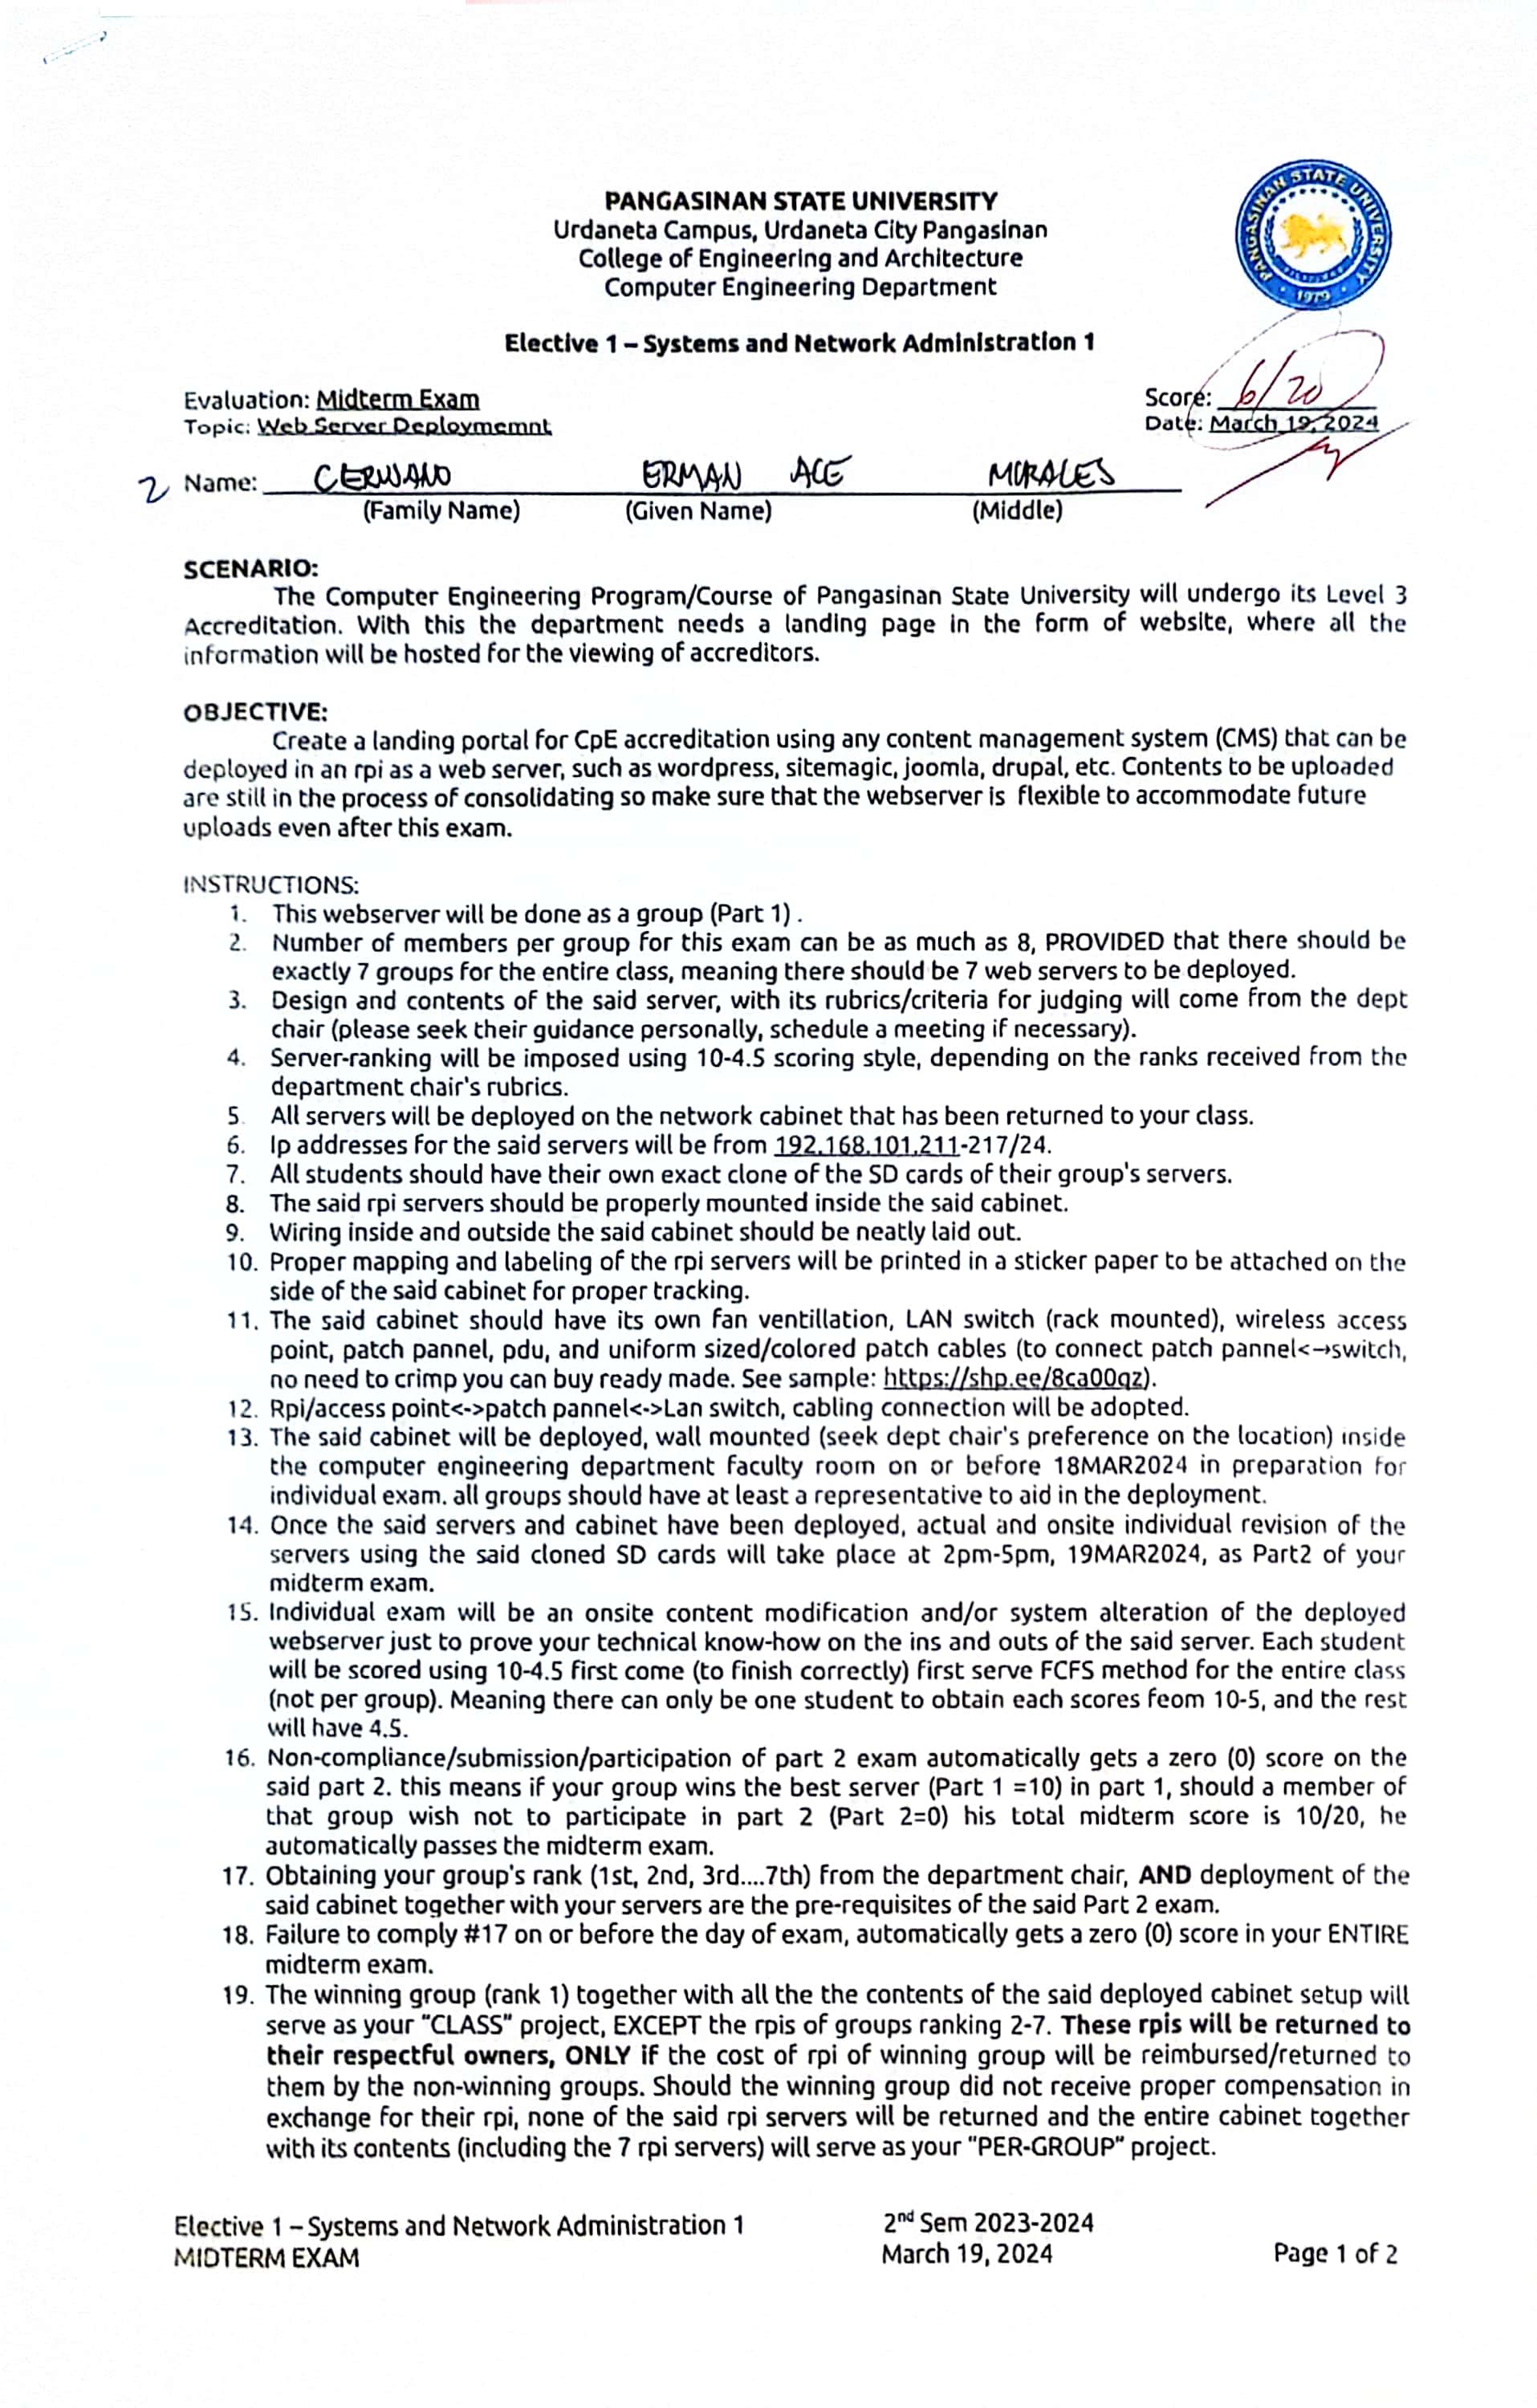 PANGASINAN STATE UNIVERSITY
Urdaneta Campus, Urdaneta City Pangasinan
College of Engineering and Architecture
Computer Engineering Department
PANGASINAN STATE UNIVERSITY
1979
Elective 1 – Systems and Network Administration 1
Evaluation: Midterm Exam
Score: 6/20
Topic: Web Server Deploymemnt
Date: March 19, 2024
2 Name: ERMAN ACE MORALES
(Family Name) (Given Name) (Middle)
SCENARIO:
The Computer Engineering Program/Course of Pangasinan State University will undergo its Level 3
Accreditation. With this the department needs a landing page in the form of website, where all the
information will be hosted for the viewing of accreditors.
OBJECTIVE:
Create a landing portal for CpE accreditation using any content management system (CMS) that can be
deployed in an rpi as a web server, such as wordpress, sitemagic, joomla, drupal, etc. Contents to be uploaded
are still in the process of consolidating so make sure that the webserver is flexible to accommodate future
uploads even after this exam.
INSTRUCTIONS:
1. This webserver will be done as a group (Part 1) .
2. Number of members per group for this exam can be as much as 8, PROVIDED that there should be
exactly 7 groups for the entire class, meaning there should be 7 web servers to be deployed.
3. Design and contents of the said server, with its rubrics/criteria for judging will come from the dept
chair (please seek their guidance personally, schedule a meeting if necessary).
4. Server-ranking will be imposed using 10-4.5 scoring style, depending on the ranks received from the
department chair's rubrics.
5. All servers will be deployed on the network cabinet that has been returned to your class.
6. Ip addresses for the said servers will be from 192.168.101.211-217/24.
7. All students should have their own exact clone of the SD cards of their group's servers.
8. The said rpi servers should be properly mounted inside the said cabinet.
9. Wiring inside and outside the said cabinet should be neatly laid out.
10. Proper mapping and labeling of the rpi servers will be printed in a sticker paper to be attached on the
side of the said cabinet for proper tracking.
11. The said cabinet should have its own fan ventillation, LAN switch (rack mounted), wireless access
point, patch pannel, pdu, and uniform sized/colored patch cables (to connect patch pannel<-→switch,
no need to crimp you can buy ready made. See sample: https://shp.ee/8ca00qz).
12. Rpi/access point<->patch pannel<->Lan switch, cabling connection will be adopted.
13. The said cabinet will be deployed, wall mounted (seek dept chair's preference on the location) inside
the computer engineering department faculty room on or before 18MAR2024 in preparation for
individual exam. all groups should have at least a representative to aid in the deployment.
14. Once the said servers and cabinet have been deployed, actual and onsite individual revision of the
servers using the said cloned SD cards will take place at 2pm-5pm, 19MAR2024, as Part2 of your
midterm exam.
15. Individual exam will be an onsite content modification and/or system alteration of the deployed
webserver just to prove your technical know-how on the ins and outs of the said server. Each student
will be scored using 10-4.5 first come (to finish correctly) first serve FCFS method for the entire class
(not per group). Meaning there can only be one student to obtain each scores feom 10-5, and the rest
will have 4.5.
16. Non-compliance/submission/participation of part 2 exam automatically gets a zero (0) score on the
said part 2. this means if your group wins the best server (Part 1 =10) in part 1, should a member of
that group wish not to participate in part 2 (Part 2=0) his total midterm score is 10/20, he
automatically passes the midterm exam.
17. Obtaining your group's rank (1st, 2nd, 3rd....7th) from the department chair, AND deployment of the
said cabinet together with your servers are the pre-requisites of the said Part 2 exam.
18. Failure to comply #17 on or before the day of exam, automatically gets a zero (0) score in your ENTIRE
midterm exam.
19. The winning group (rank 1) together with all the the contents of the said deployed cabinet setup will
serve as your "CLASS" project, EXCEPT the rpis of groups ranking 2-7. These rpis will be returned to
their respectful owners, ONLY if the cost of rpi of winning group will be reimbursed/returned to
them by the non-winning groups. Should the winning group did not receive proper compensation in
exchange for their rpi, none of the said rpi servers will be returned and the entire cabinet together
with its contents (including the 7 rpi servers) will serve as your "PER-GROUP" project.
Elective 1 – Systems and Network Administration 1
2nd Sem 2023-2024
MIDTERM EXAM
March 19, 2024
Page 1 of 2